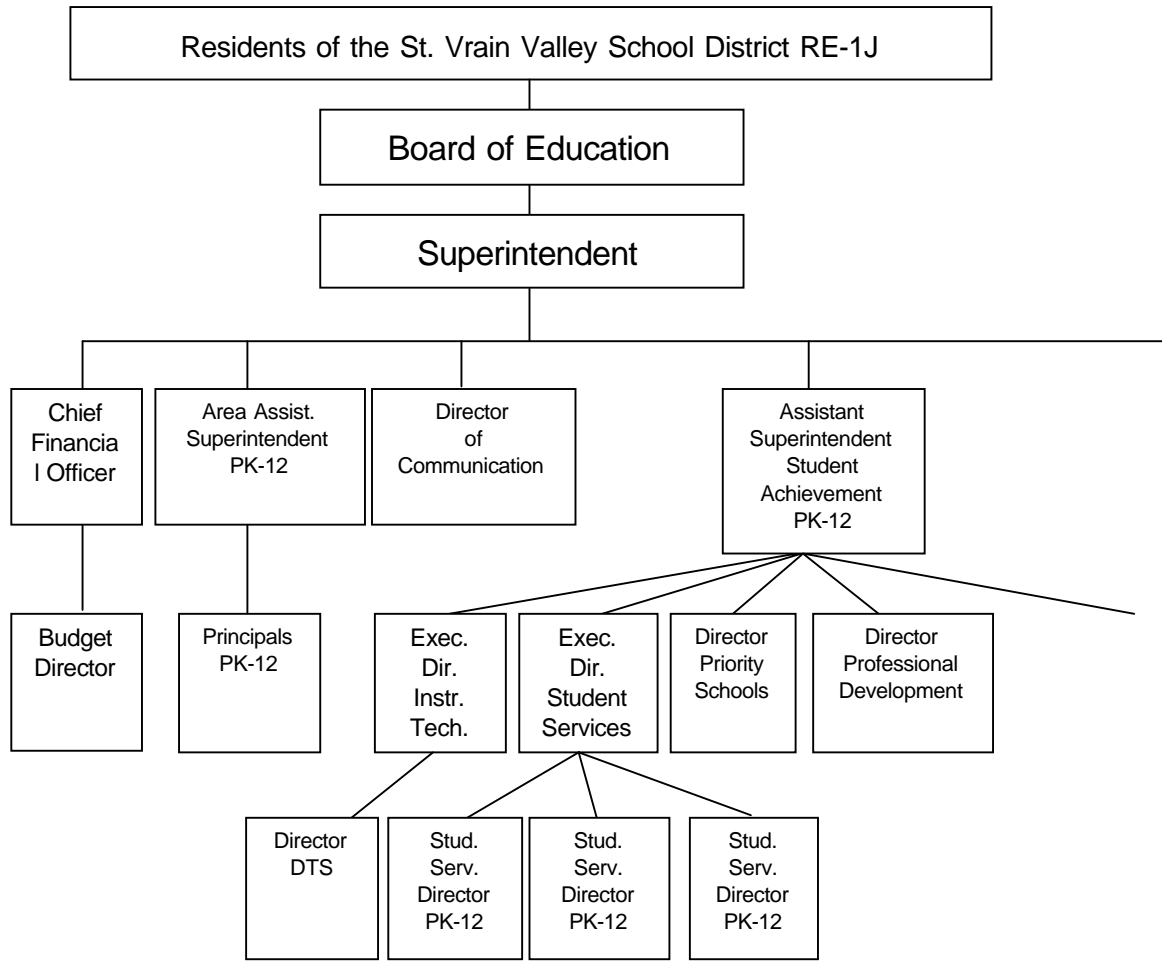 Residents of the St. Vrain Valley School District RE-1J
Board of Education
Superintendent
Chief
Financia
l Officer
Area Assist.
Superintendent
PK-12
Director
of
Communication
Assistant
Superintendent
Student
Achievement
PK-12
Budget
Director
Principals
PK-12
Exec.
Dir.
Instr.
Tech.
Exec.
Dir.
Student
Services
Director
Priority
Schools
Director
Professional
Development
Director
DTS
Stud.
Serv.
Director
PK-12
Stud.
Serv.
Director
PK-12
Stud.
Serv.
Director
PK-12